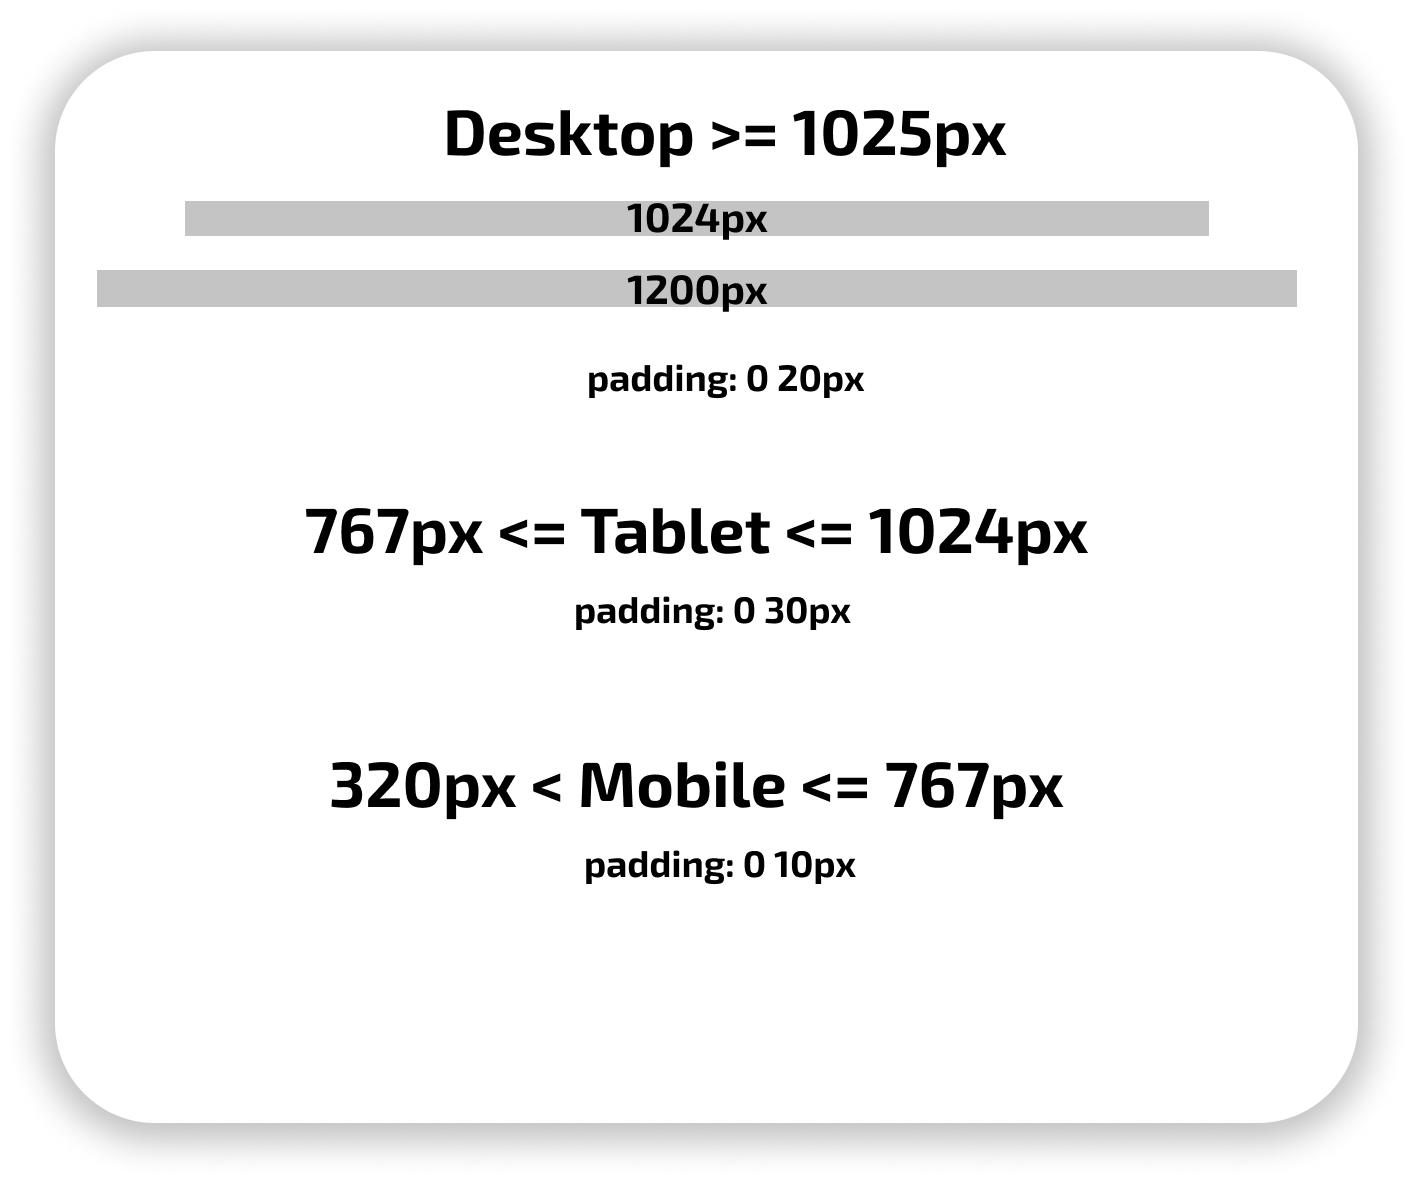 Desktop >= 1025px
1024px
1200px
padding: 0 20px
767px <= Tablet <= 1024px
padding: 0 30px
320px < Mobile <= 767px
padding: 0 10px